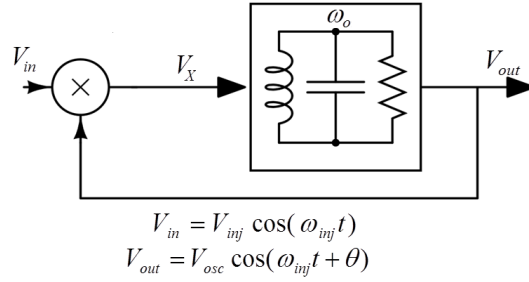 ω_o
V_in
×
V_X
V_out
V_in = V_inj cos(ω_inj t)
V_out = V_osc cos(ω_inj t + θ)